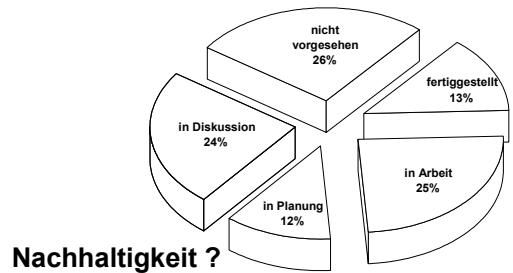 nicht
vorgesehen
26%
fertiggestellt
13%
in Diskussion
24%
in Arbeit
25%
in Planung
12%
Nachhaltigkeit ?